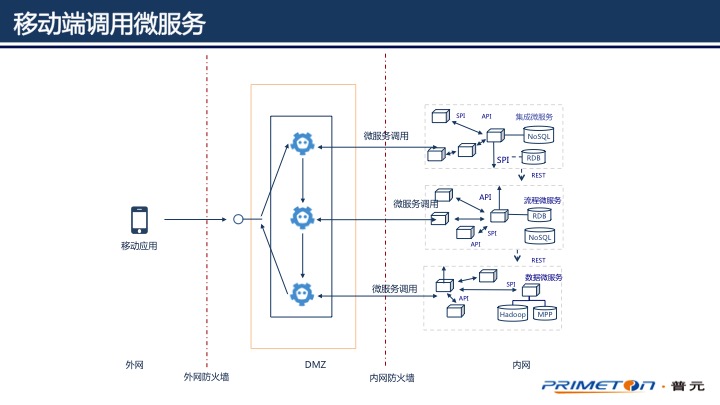 移动端调用微服务
SPI
API
集成微服务
微服务调用
NoSQL
SPI
RDB
REST
微服务调用
API
流程微服务
RDB
SPI
API
NoSQL
移动应用
REST
数据微服务
微服务调用
SPI
API
Hadoop
MPP
外网
外网防火墙
DMZ
内网防火墙
内网
PRIMETON · 普元